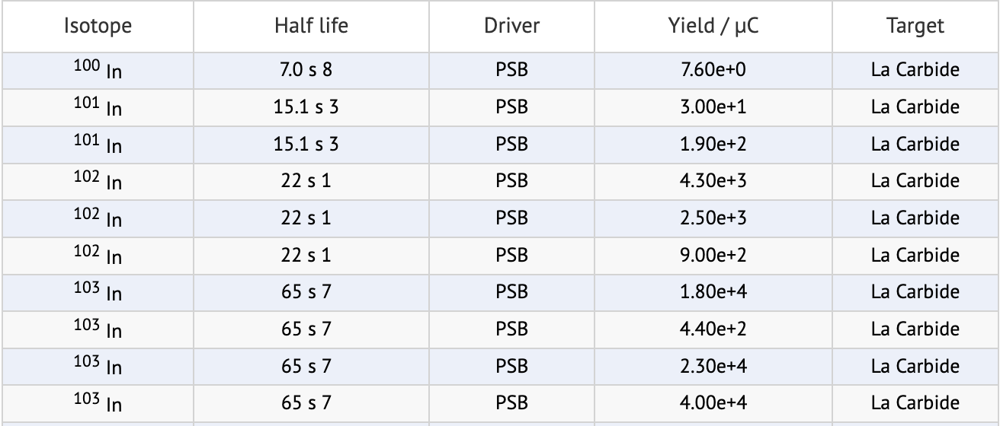 Isotope Half life Driver Yield / µC Target
100 In 7.0 s 8 PSB 7.60e+0 La Carbide
101 In 15.1 s 3 PSB 3.00e+1 La Carbide
101 In 15.1 s 3 PSB 1.90e+2 La Carbide
102 In 22 s 1 PSB 4.30e+3 La Carbide
102 In 22 s 1 PSB 2.50e+3 La Carbide
102 In 22 s 1 PSB 9.00e+2 La Carbide
103 In 65 s 7 PSB 1.80e+4 La Carbide
103 In 65 s 7 PSB 4.40e+2 La Carbide
103 In 65 s 7 PSB 2.30e+4 La Carbide
103 In 65 s 7 PSB 4.00e+4 La Carbide